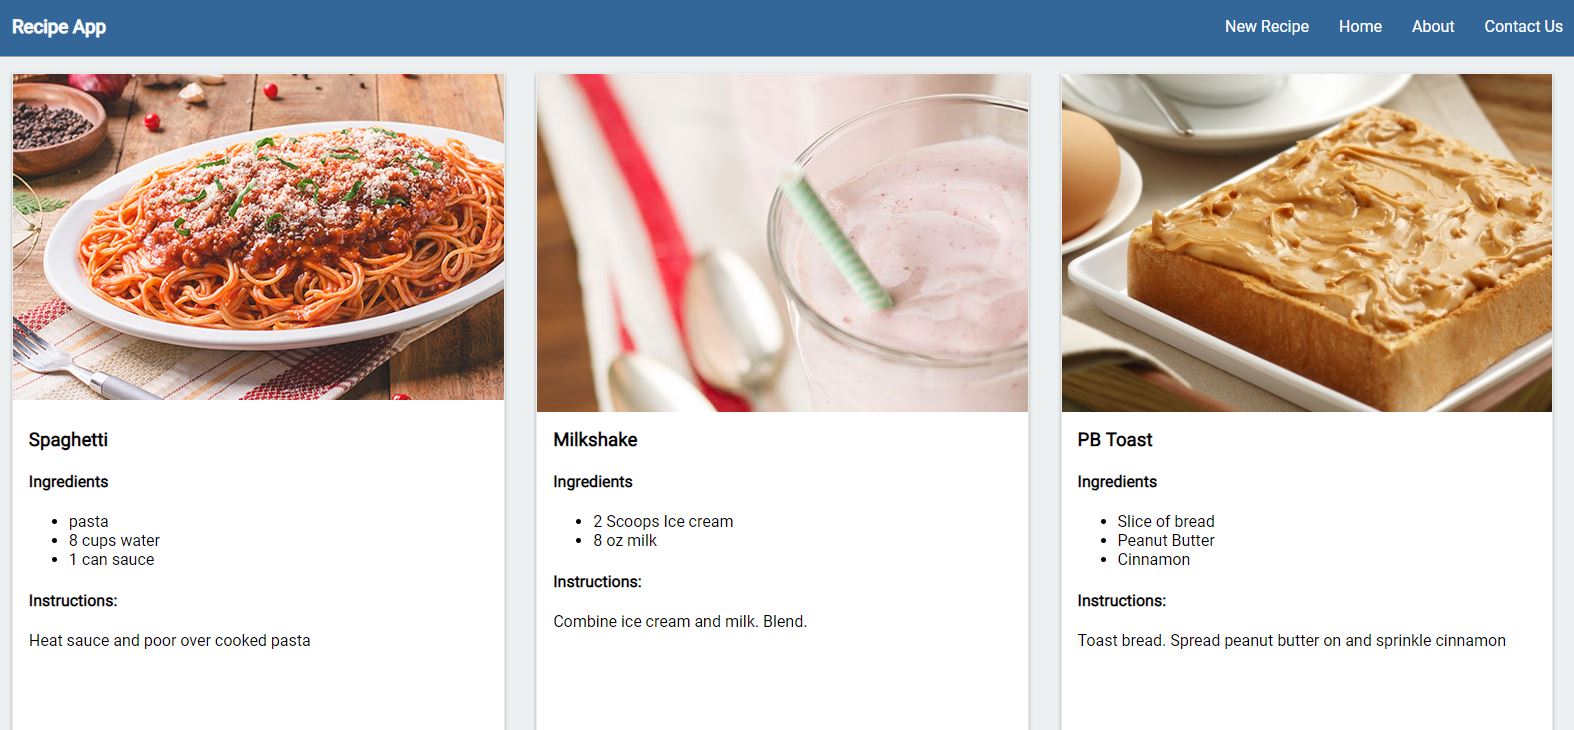 Recipe App
New Recipe Home About Contact Us
Spaghetti
Ingredients
pasta
8 cups water
1 can sauce
Instructions:
Heat sauce and poor over cooked pasta
Milkshake
Ingredients
2 Scoops Ice cream
8 oz milk
Instructions:
Combine ice cream and milk. Blend.
PB Toast
Ingredients
Slice of bread
Peanut Butter
Cinnamon
Instructions:
Toast bread. Spread peanut butter on and sprinkle cinnamon